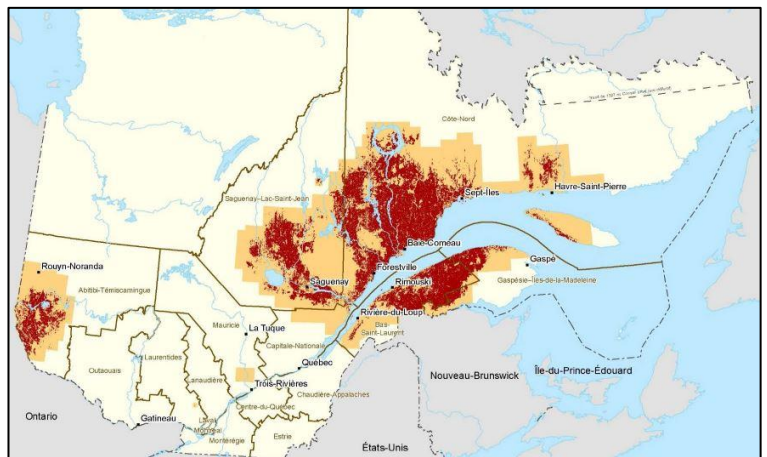 Côte-Nord
Sept-Îles
Havre-Saint-Pierre
Saguenay–Lac-Saint-Jean
Baie-Comeau
Rouyn-Noranda
Forestville
Gaspé
Saguenay
Rimouski
Gaspésie–Îles-de-la-Madeleine
Abitibi-Témiscamingue
Rivière-du-Loup
Mauricie
Bas-
Saint-Laurent
La Tuque
Capitale-Nationale
Laurentides
Québec
Outaouais
Nouveau-Brunswick
Île-du-Prince-Édouard
Lanaudière
Trois-Rivières
Chaudière-Appalaches
Centre-du-Québec
Ontario
Gatineau
Laval
Montréal
Montérégie
Estrie
États-Unis